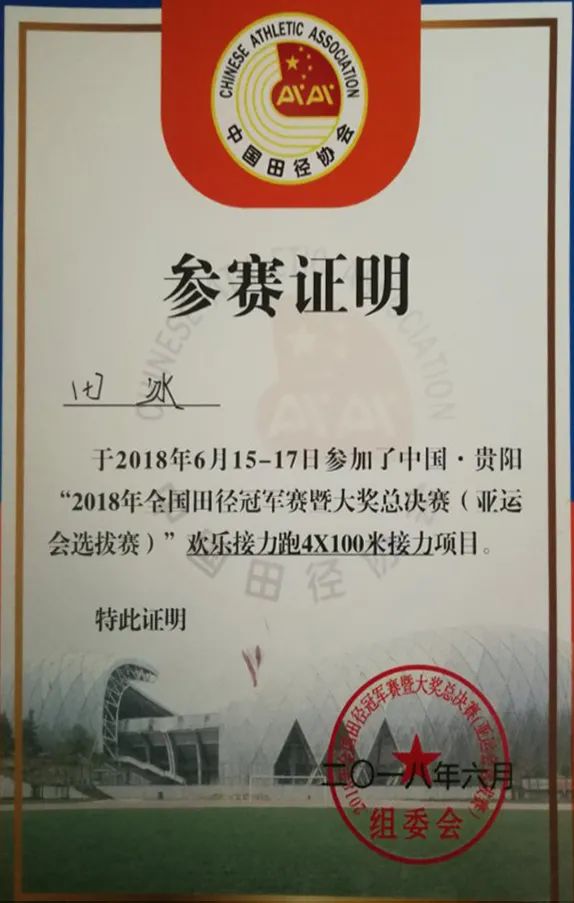 CHINESE ATHLETIC ASSOCIATION
中国田径协会
参赛证明
田 冰
于2018年6月15-17日参加了中国·贵阳
“2018年全国田径冠军赛暨大奖总决赛（亚运
会选拔赛）”欢乐接力跑4X100米接力项目。
特此证明
二〇一八年六月
组委会